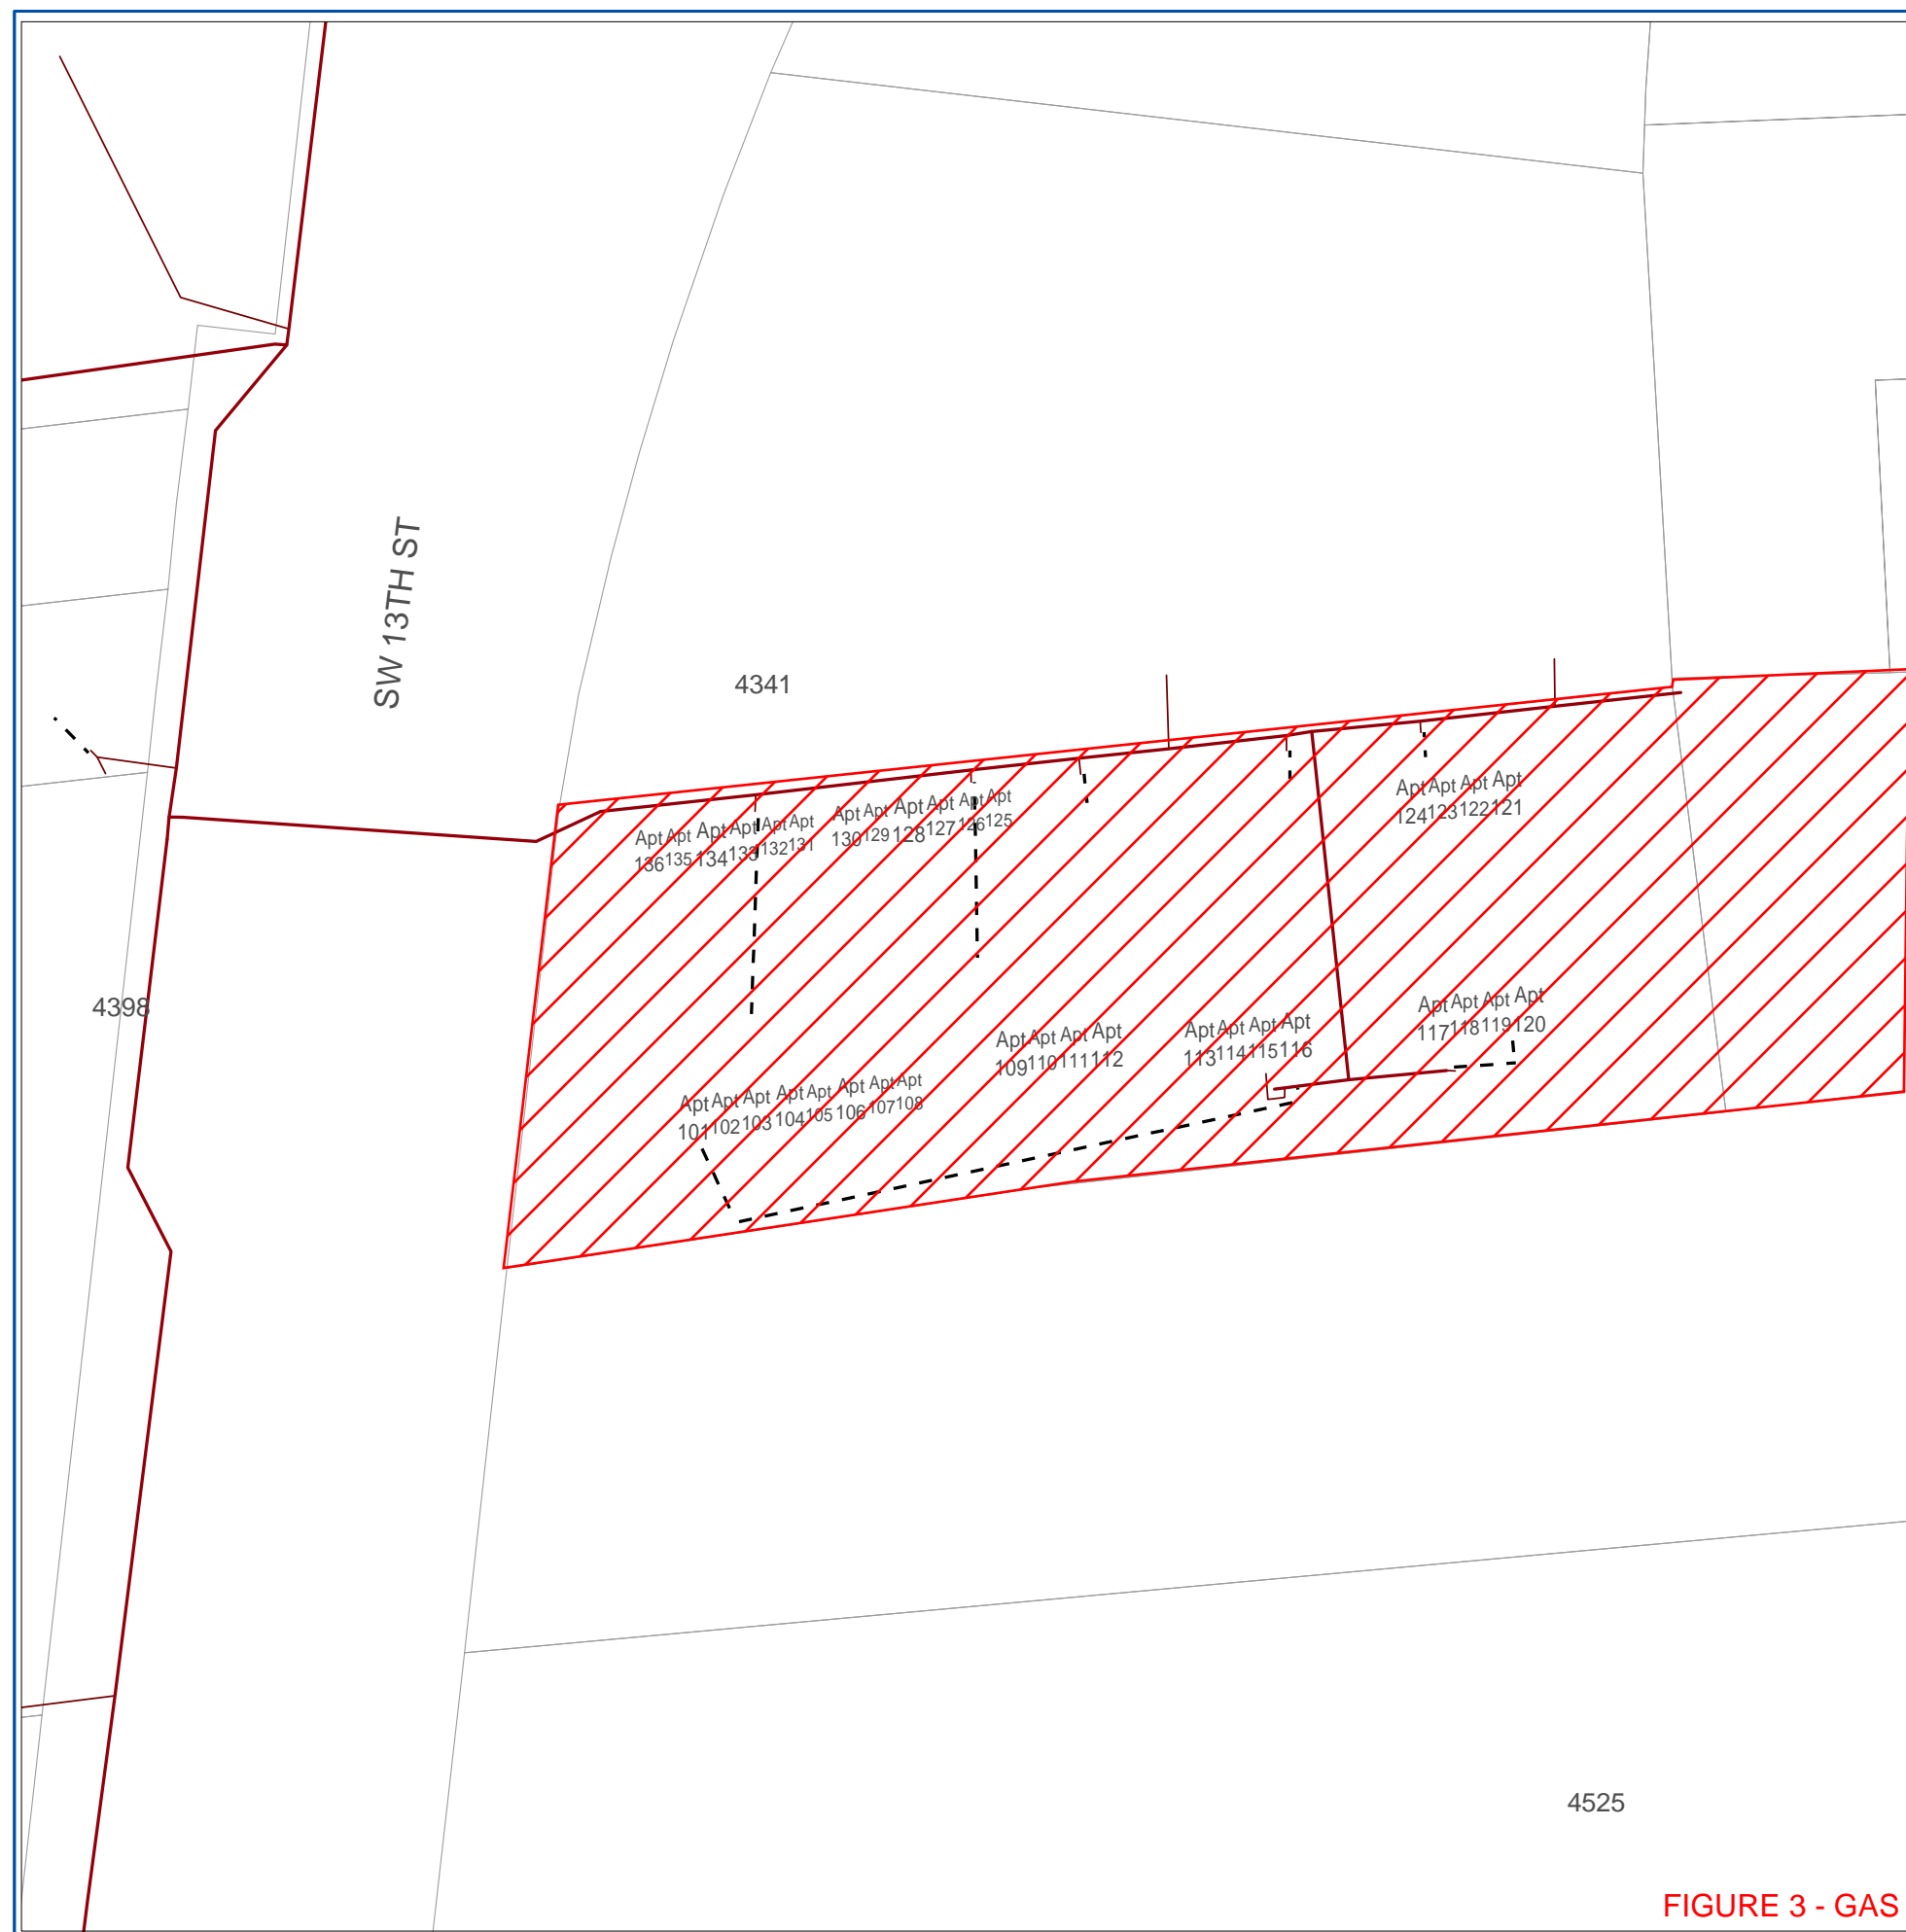 SW 13TH ST
4341
Apt Apt Apt Apt
124 123 122 121
Apt Apt Apt Apt Apt Apt
130 129 128 127 126 125
Apt Apt Apt Apt Apt Apt
136 135 134 133 132 131
4398
Apt Apt Apt Apt
117 118 119 120
Apt Apt Apt Apt
113 114 115 116
Apt Apt Apt Apt
109 110 111 112
Apt Apt Apt Apt Apt Apt Apt Apt
101 102 103 104 105 106 107 108
4525
FIGURE 3 - GAS